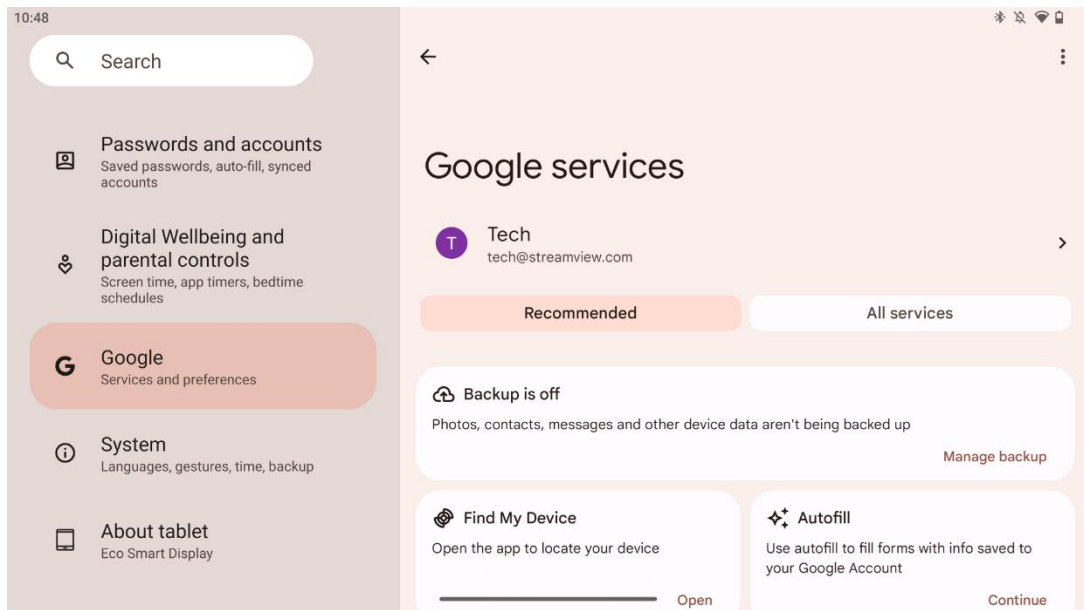 10:48
Search
Passwords and accounts
Saved passwords, auto-fill, synced
accounts
Digital Wellbeing and
parental controls
Screen time, app timers, bedtime
schedules
Google
Services and preferences
System
Languages, gestures, time, backup
About tablet
Eco Smart Display
Google services
T
Tech
tech@streamview.com
Recommended
All services
Backup is off
Photos, contacts, messages and other device data aren't being backed up
Manage backup
Find My Device
Open the app to locate your device
Open
Autofill
Use autofill to fill forms with info saved to
your Google Account
Continue